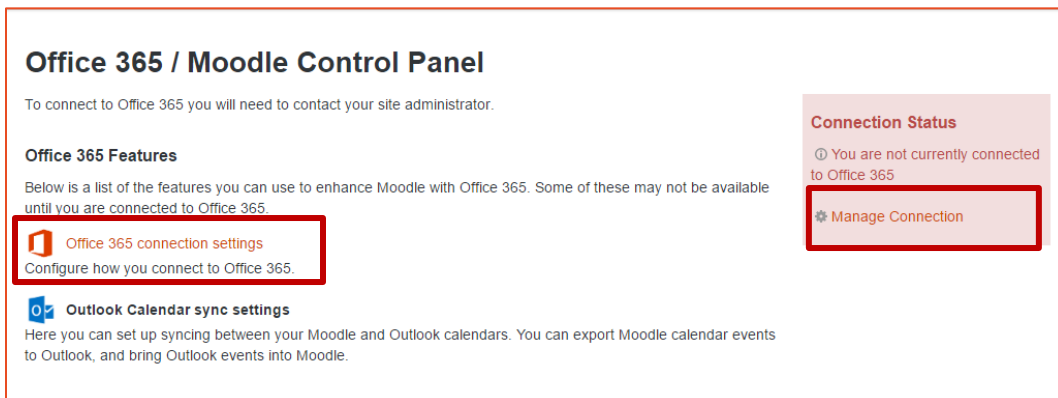 Office 365 / Moodle Control Panel
To connect to Office 365 you will need to contact your site administrator.
Office 365 Features
Below is a list of the features you can use to enhance Moodle with Office 365. Some of these may not be available
until you are connected to Office 365.
Office 365 connection settings
Configure how you connect to Office 365.
Outlook Calendar sync settings
Here you can set up syncing between your Moodle and Outlook calendars. You can export Moodle calendar events
to Outlook, and bring Outlook events into Moodle.
Connection Status
You are not currently connected
to Office 365
Manage Connection